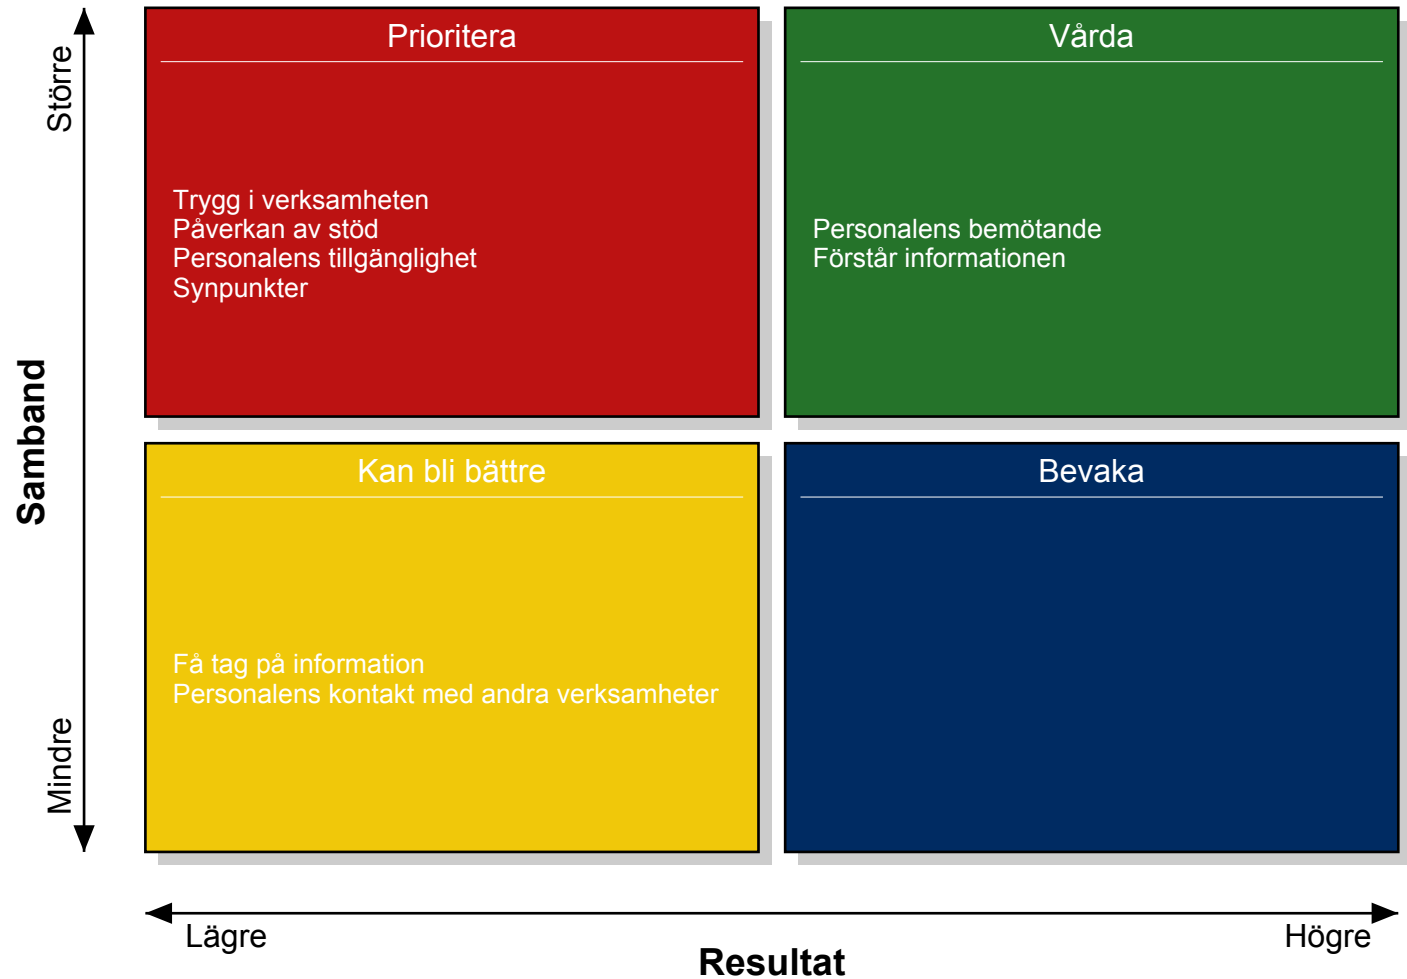 Större
Samband
Mindre
Prioritera
Trygg i verksamheten
Påverkan av stöd
Personalens tillgänglighet
Synpunkter
Vårda
Personalens bemötande
Förstår informationen
Kan bli bättre
Få tag på information
Personalens kontakt med andra verksamheter
Bevaka
Lägre
Högre
Resultat